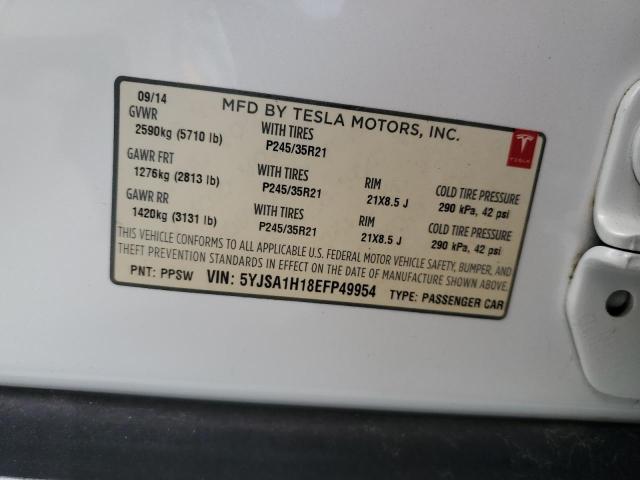 09/14 MFD BY TESLA MOTORS, INC.
GVWR
2590kg (5710 lb) WITH TIRES
P245/35R21
TESLA
GAWR FRT
1276kg (2813 lb) WITH TIRES RIM COLD TIRE PRESSURE
P245/35R21 21X8.5 J 290 kPa, 42 psi
GAWR RR
1420kg (3131 lb) WITH TIRES RIM COLD TIRE PRESSURE
P245/35R21 21X8.5 J 290 kPa, 42 psi
THIS VEHICLE CONFORMS TO ALL APPLICABLE U.S. FEDERAL MOTOR VEHICLE SAFETY, BUMPER, AND
THEFT PREVENTION STANDARDS IN EFFECT ON THE DATE OF MANUFACTURE SHOWN ABOVE.
PNT: PPSW VIN: 5YJSA1H18EFP49954 TYPE: PASSENGER CAR